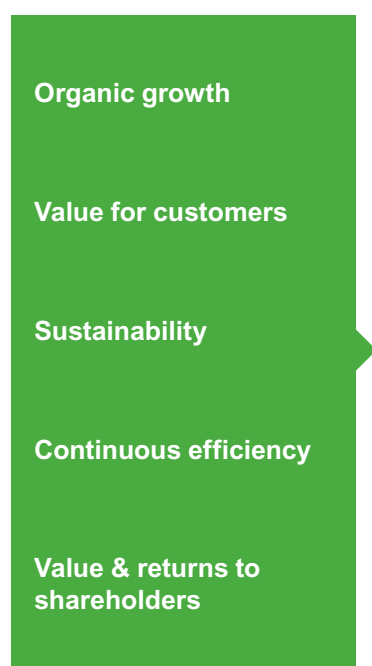 Organic growth
Value for customers
Sustainability
Continuous efficiency
Value & returns to
shareholders